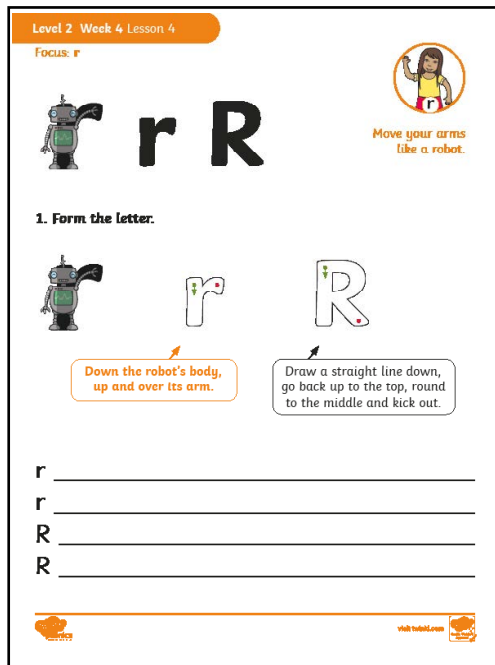 Level 2 Week 4 Lesson 4
Focus: r
r R
r
Move your arms
like a robot.
1. Form the letter.
r R
Down the robot's body,
up and over its arm.
Draw a straight line down,
go back up to the top, round
to the middle and kick out.
r
r
R
R
visit twinkl.com